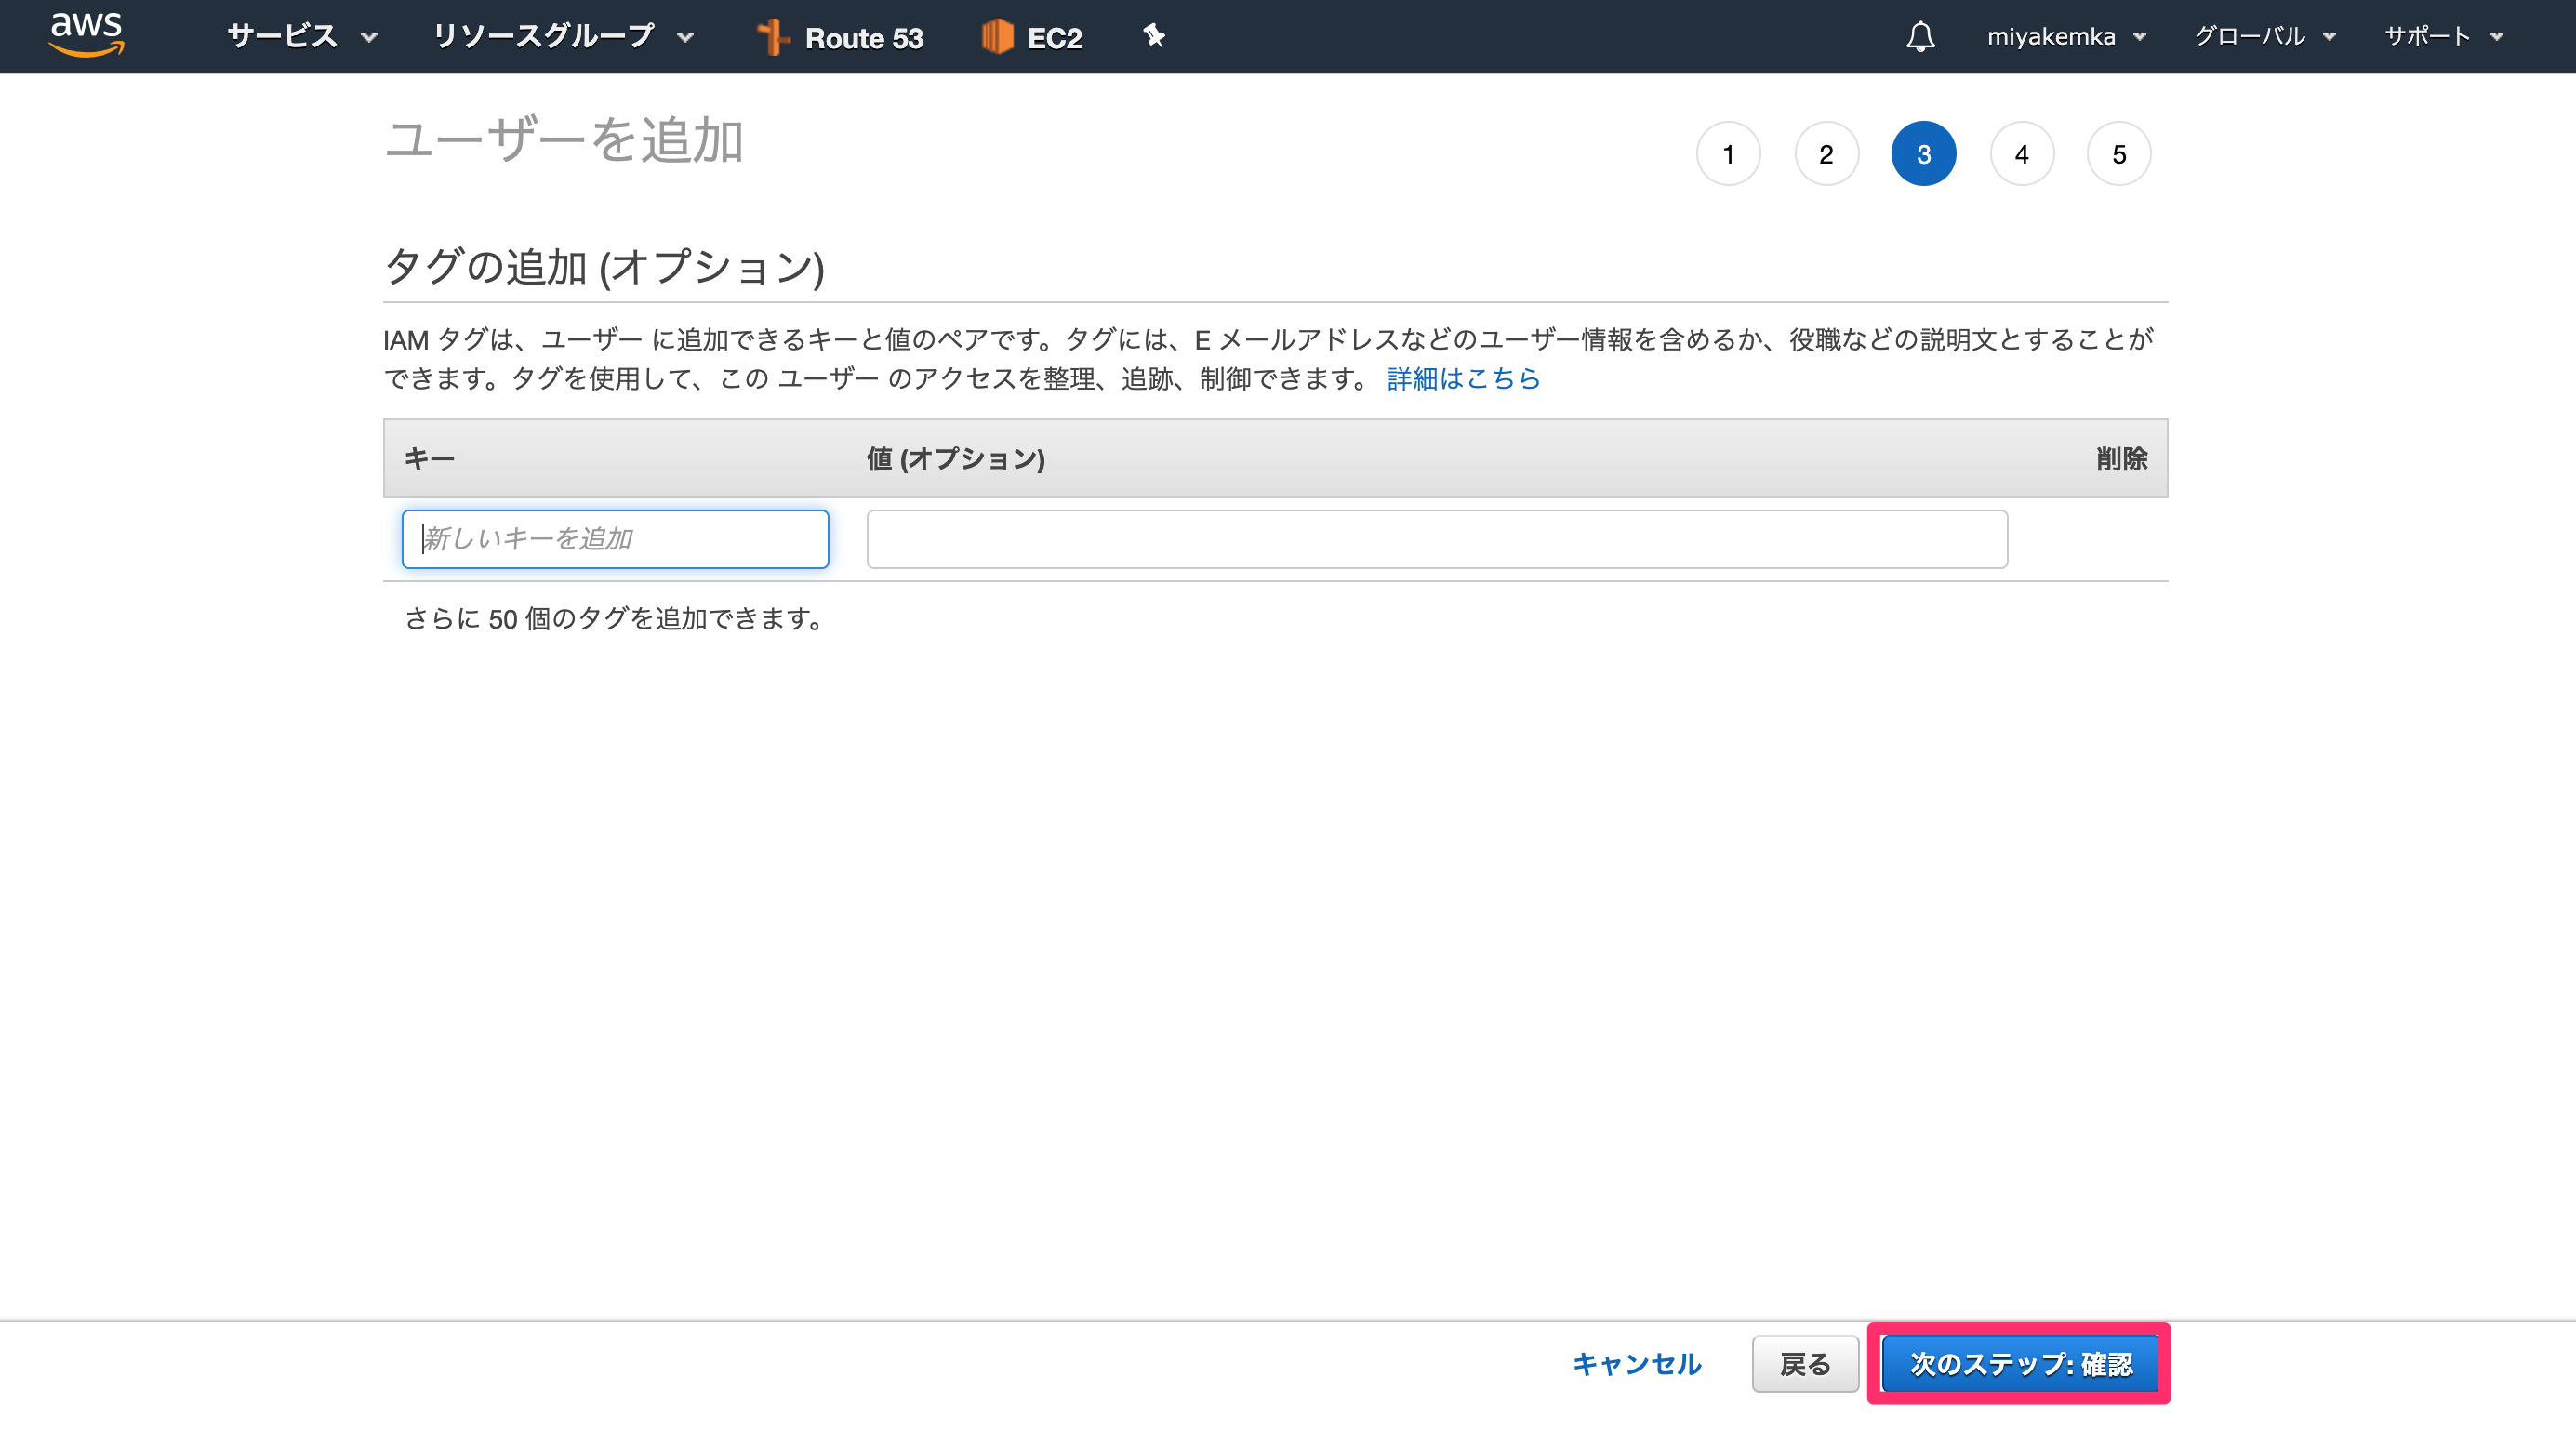 aws サービス リソースグループ Route 53 EC2 miyakemka グローバル サポート
ユーザーを追加
1 2 3 4 5
タグの追加 (オプション)
IAM タグは、ユーザー に追加できるキーと値のペアです。タグには、E メールアドレスなどのユーザー情報を含めるか、役職などの説明文とすることが
できます。タグを使用して、この ユーザー のアクセスを整理、追跡、制御できます。 詳細はこちら
キー 値 (オプション) 削除
新しいキーを追加
さらに 50 個のタグを追加できます。
キャンセル 戻る 次のステップ: 確認